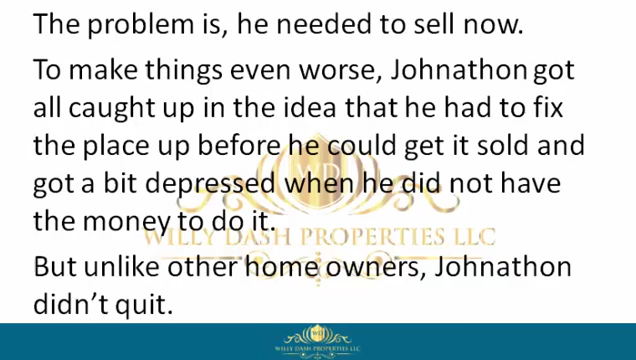 The problem is, he needed to sell now.
To make things even worse, Johnathon got
all caught up in the idea that he had to fix
the place up before he could get it sold and
got a bit depressed when he did not have
the money to do it.
WILLY DASH PROPERTIES LLC
But unlike other home owners, Johnathon
didn’t quit.
WILLY DASH PROPERTIES LLC